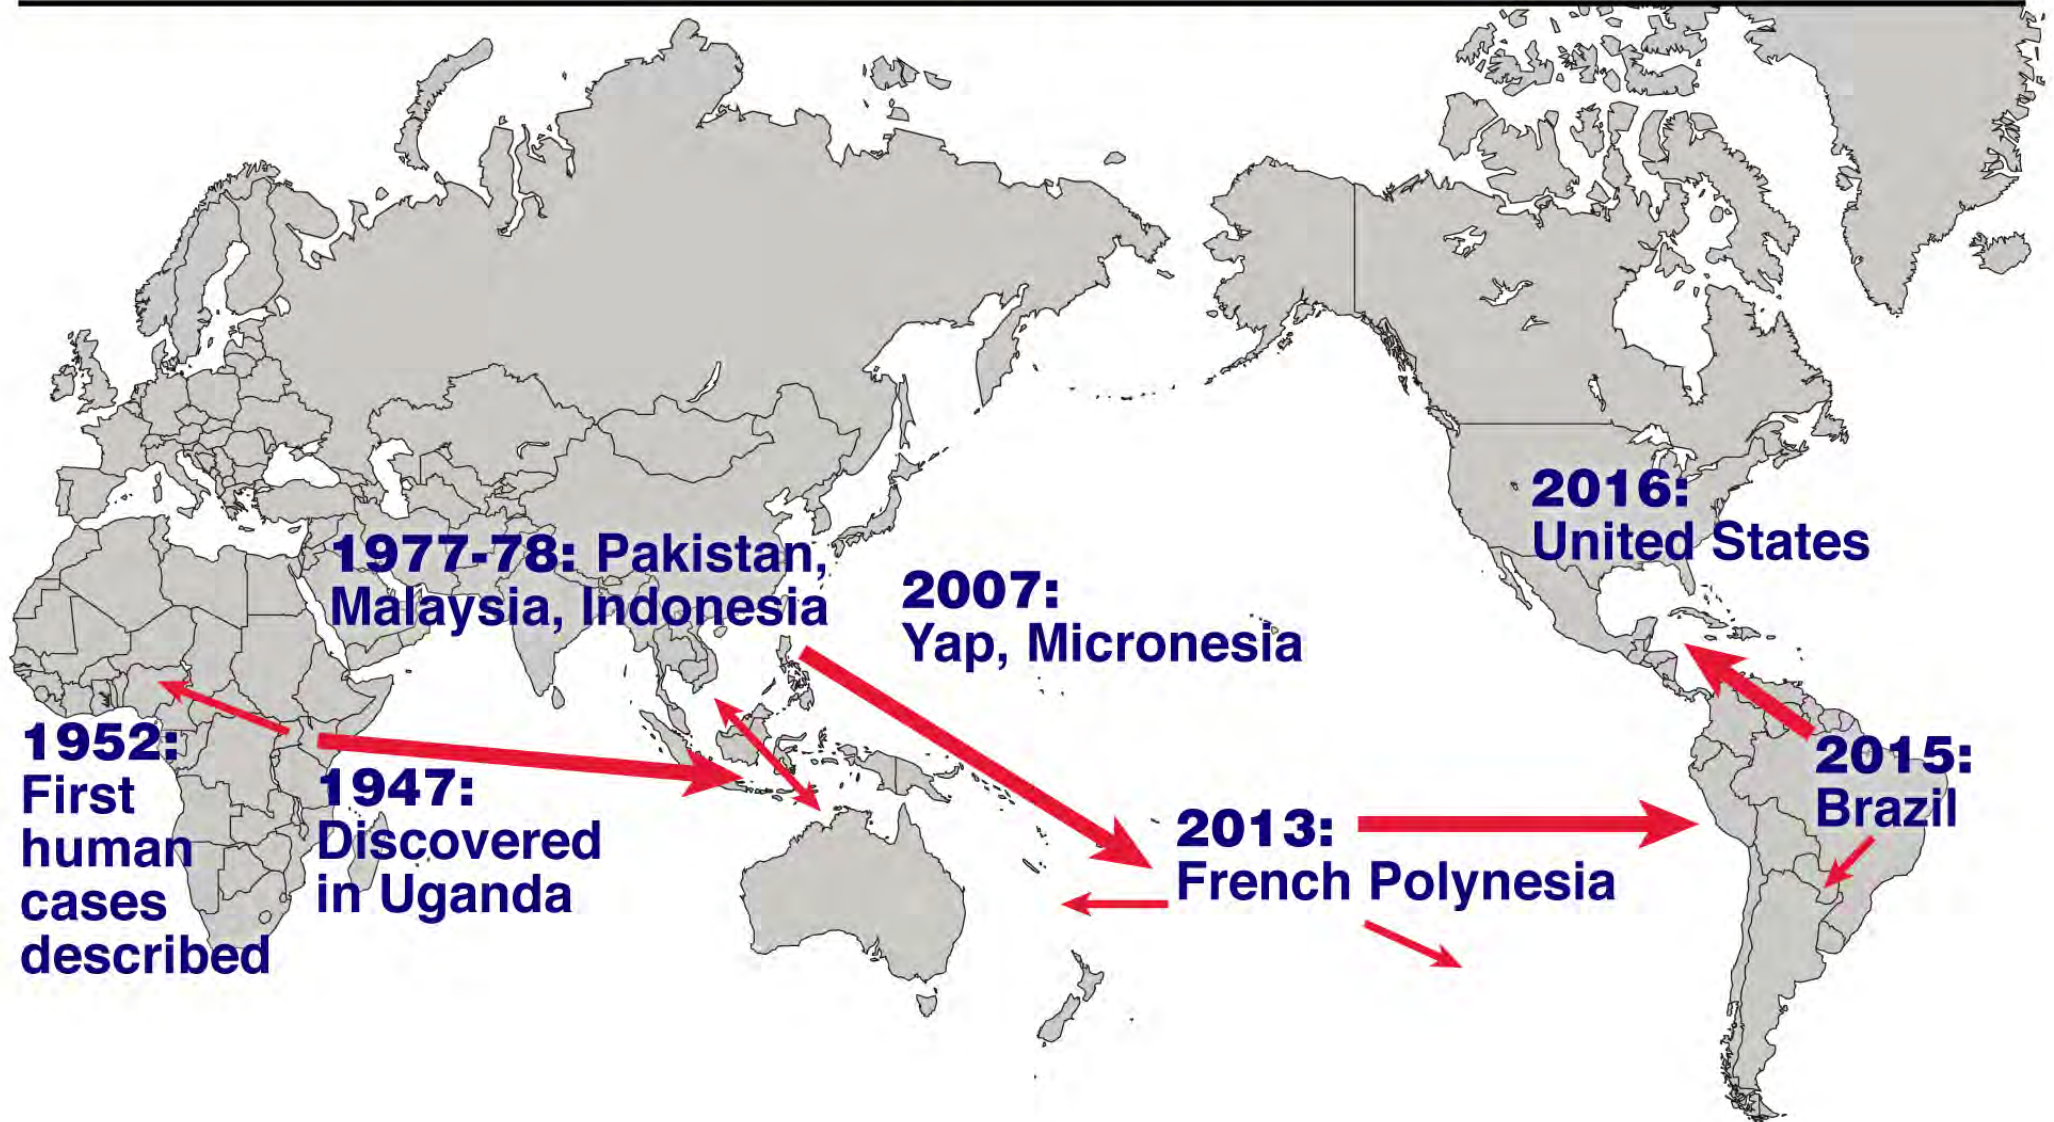 1977-78: Pakistan,
Malaysia, Indonesia
2007:
Yap, Micronesia
2016:
United States
1952:
First
human
cases
described
1947:
Discovered
in Uganda
2013:
French Polynesia
2015:
Brazil